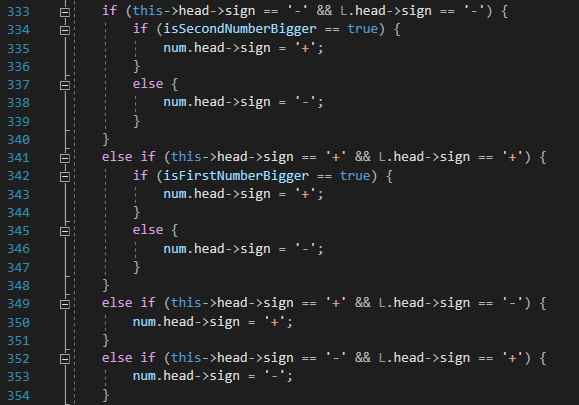 333 if (this->head->sign == '-' && L.head->sign == '-') {
334 if (isSecondNumberBigger == true) {
335 num.head->sign = '+';
336 }
337 else {
338 num.head->sign = '-';
339 }
340 }
341 else if (this->head->sign == '+' && L.head->sign == '+') {
342 if (isFirstNumberBigger == true) {
343 num.head->sign = '+';
344 }
345 else {
346 num.head->sign = '-';
347 }
348 }
349 else if (this->head->sign == '+' && L.head->sign == '-') {
350 num.head->sign = '+';
351 }
352 else if (this->head->sign == '-' && L.head->sign == '+') {
353 num.head->sign = '-';
354 }